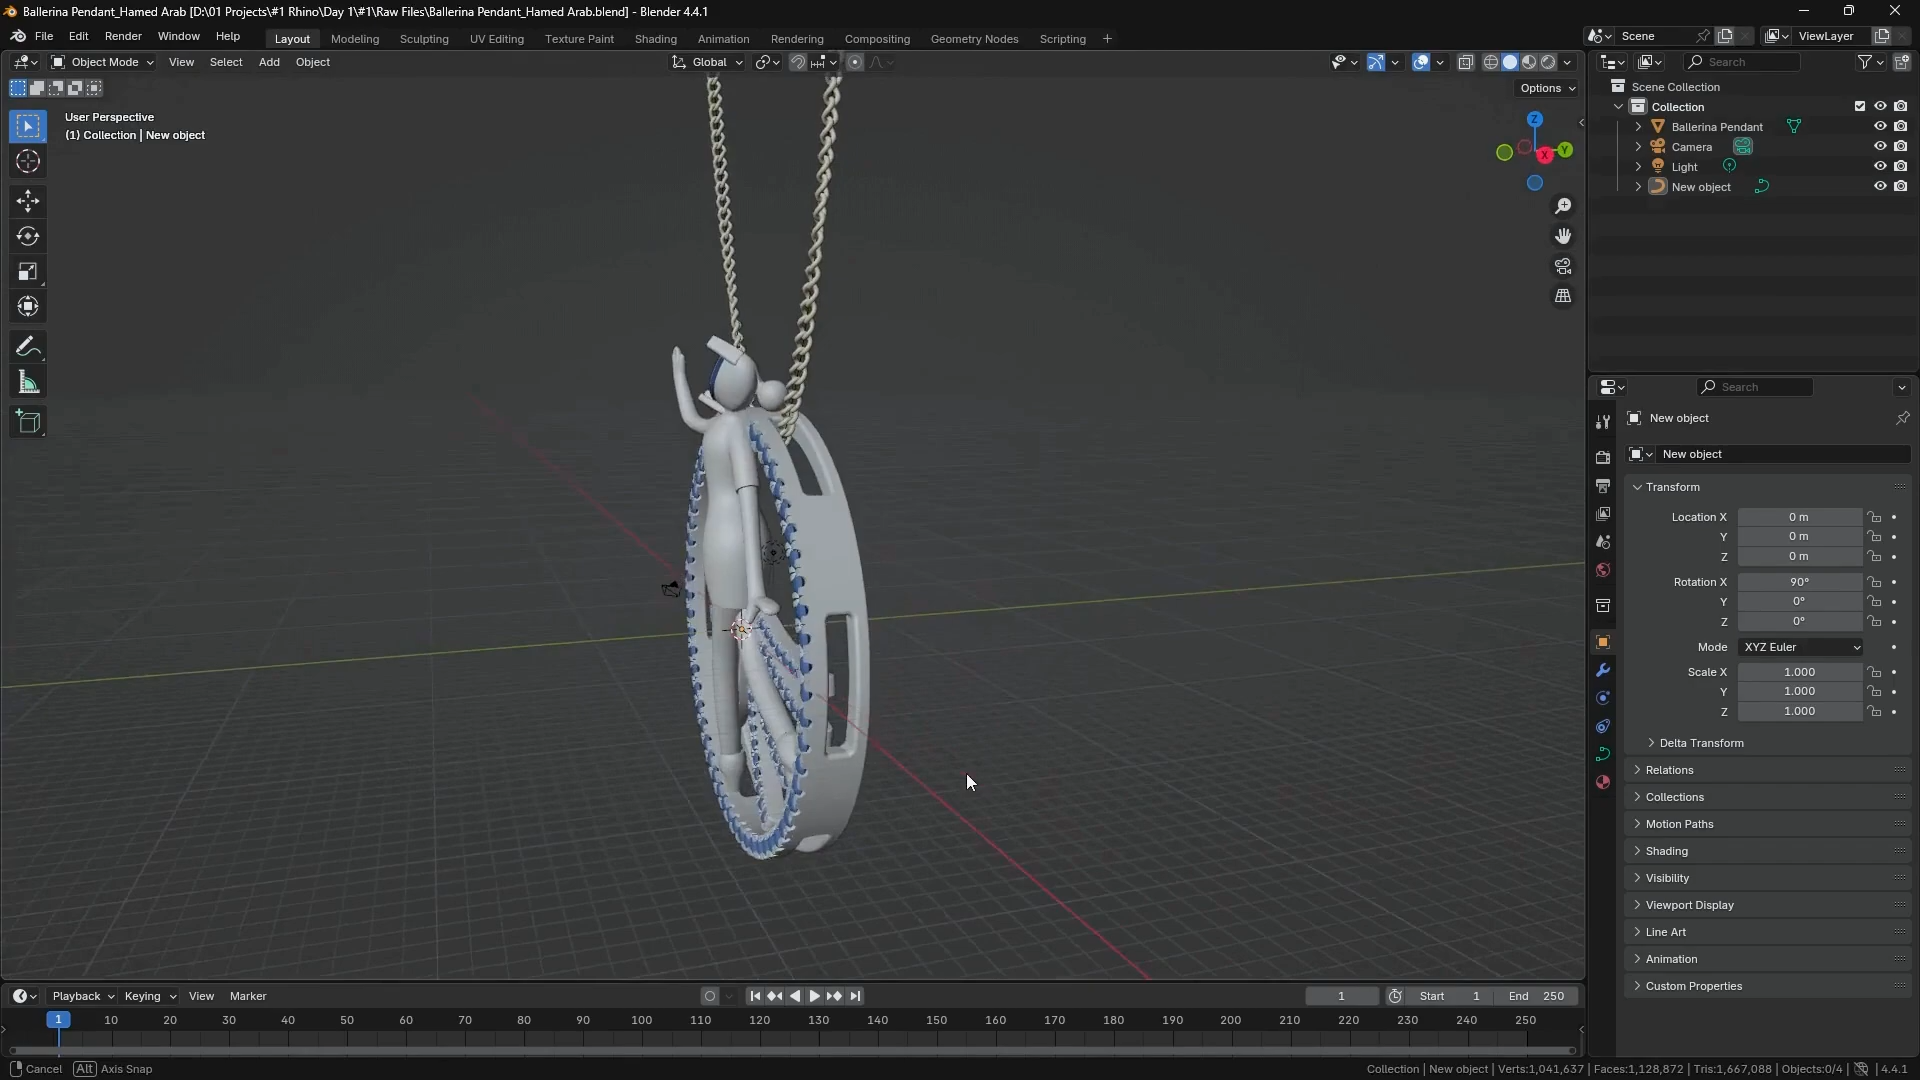 Ballerina Pendant_Hamed Arab [D:\01 Projects\#1 Rhino\Day 1\#1\Raw Files\Ballerina Pendant_Hamed Arab.blend] - Blender 4.4.1
File Edit Render Window Help
Layout Modeling Sculpting UV Editing Texture Paint Shading Animation Rendering Compositing Geometry Nodes Scripting +
Scene
ViewLayer
Object Mode View Select Add Object
Global
Search
Options
User Perspective
(1) Collection | New object
Z
Y
X
Scene Collection
Collection
Ballerina Pendant
Camera
Light
New object
Search
New object
New object
Transform
Location X 0 m
Y 0 m
Z 0 m
Rotation X 90°
Y 0°
Z 0°
Mode XYZ Euler
Scale X 1.000
Y 1.000
Z 1.000
Delta Transform
Relations
Collections
Motion Paths
Shading
Visibility
Viewport Display
Line Art
Animation
Custom Properties
Playback Keying View Marker
1 Start 1 End 250
1 10 20 30 40 50 60 70 80 90 100 110 120 130 140 150 160 170 180 190 200 210 220 230 240 250
Cancel Alt Axis Snap
Collection | New object | Verts:1,041,637 | Faces:1,128,872 | Tris:1,667,088 | Objects:0/4 | 4.4.1